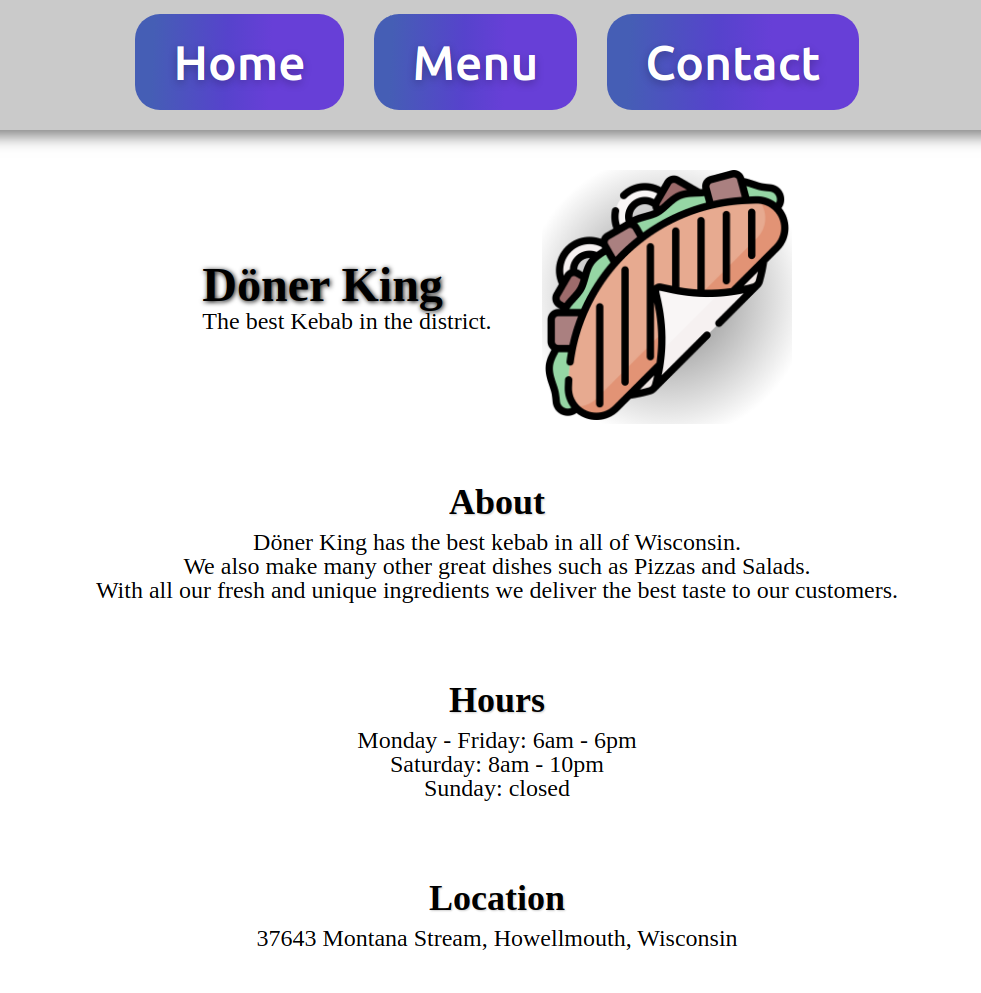 Home
Menu
Contact
Döner King
The best Kebab in the district.
About
Döner King has the best kebab in all of Wisconsin.
We also make many other great dishes such as Pizzas and Salads.
With all our fresh and unique ingredients we deliver the best taste to our customers.
Hours
Monday - Friday: 6am - 6pm
Saturday: 8am - 10pm
Sunday: closed
Location
37643 Montana Stream, Howellmouth, Wisconsin